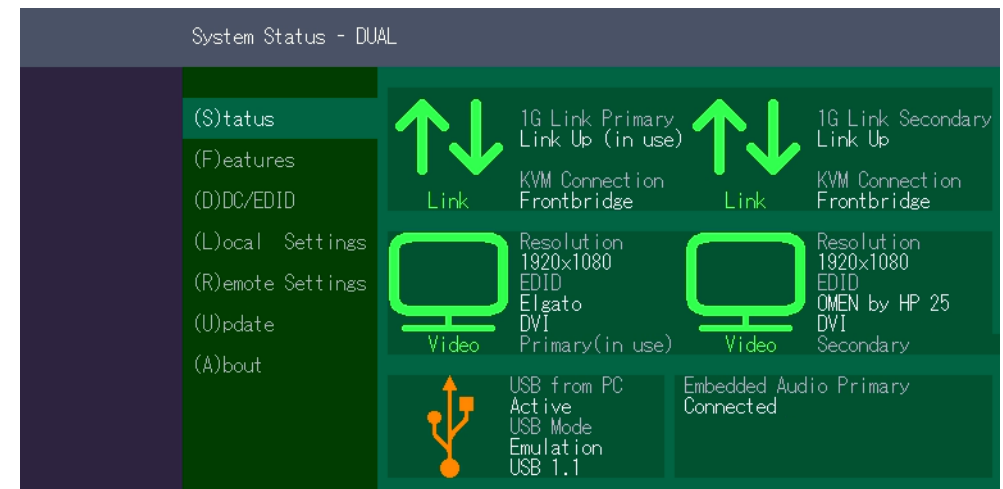 System Status - DUAL
(S)tatus
(F)eatures
(D)DC/EDID
(L)ocal Settings
(R)emote Settings
(U)pdate
(A)bout
Link
1G Link Primary
Link Up (in use)
KVM Connection
Frontbridge
Link
1G Link Secondary
Link Up
KVM Connection
Frontbridge
Video
Resolution
1920x1080
EDID
Elgato
DVI
Primary(in use)
Video
Resolution
1920x1080
EDID
OMEN by HP 25
DVI
Secondary
USB from PC
Active
USB Mode
Emulation
USB 1.1
Embedded Audio Primary
Connected